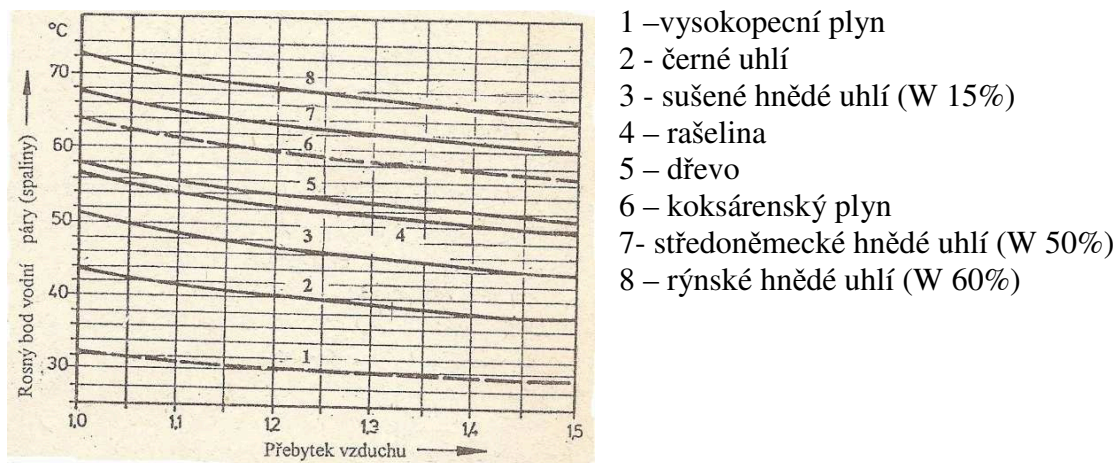 °C
70
60
50
40
30
Rosný bod vodní páry (spaliny)
8
7
6
5
4
3
2
1
1,0
1,1
1,2
1,3
1,4
1,5
Přebytek vzduchu
1 –vysokopecní plyn
2 - černé uhlí
3 - sušené hnědé uhlí (W 15%)
4 – rašelina
5 – dřevo
6 – koksárenský plyn
7- středoněmecké hnědé uhlí (W 50%)
8 – rýnské hnědé uhlí (W 60%)